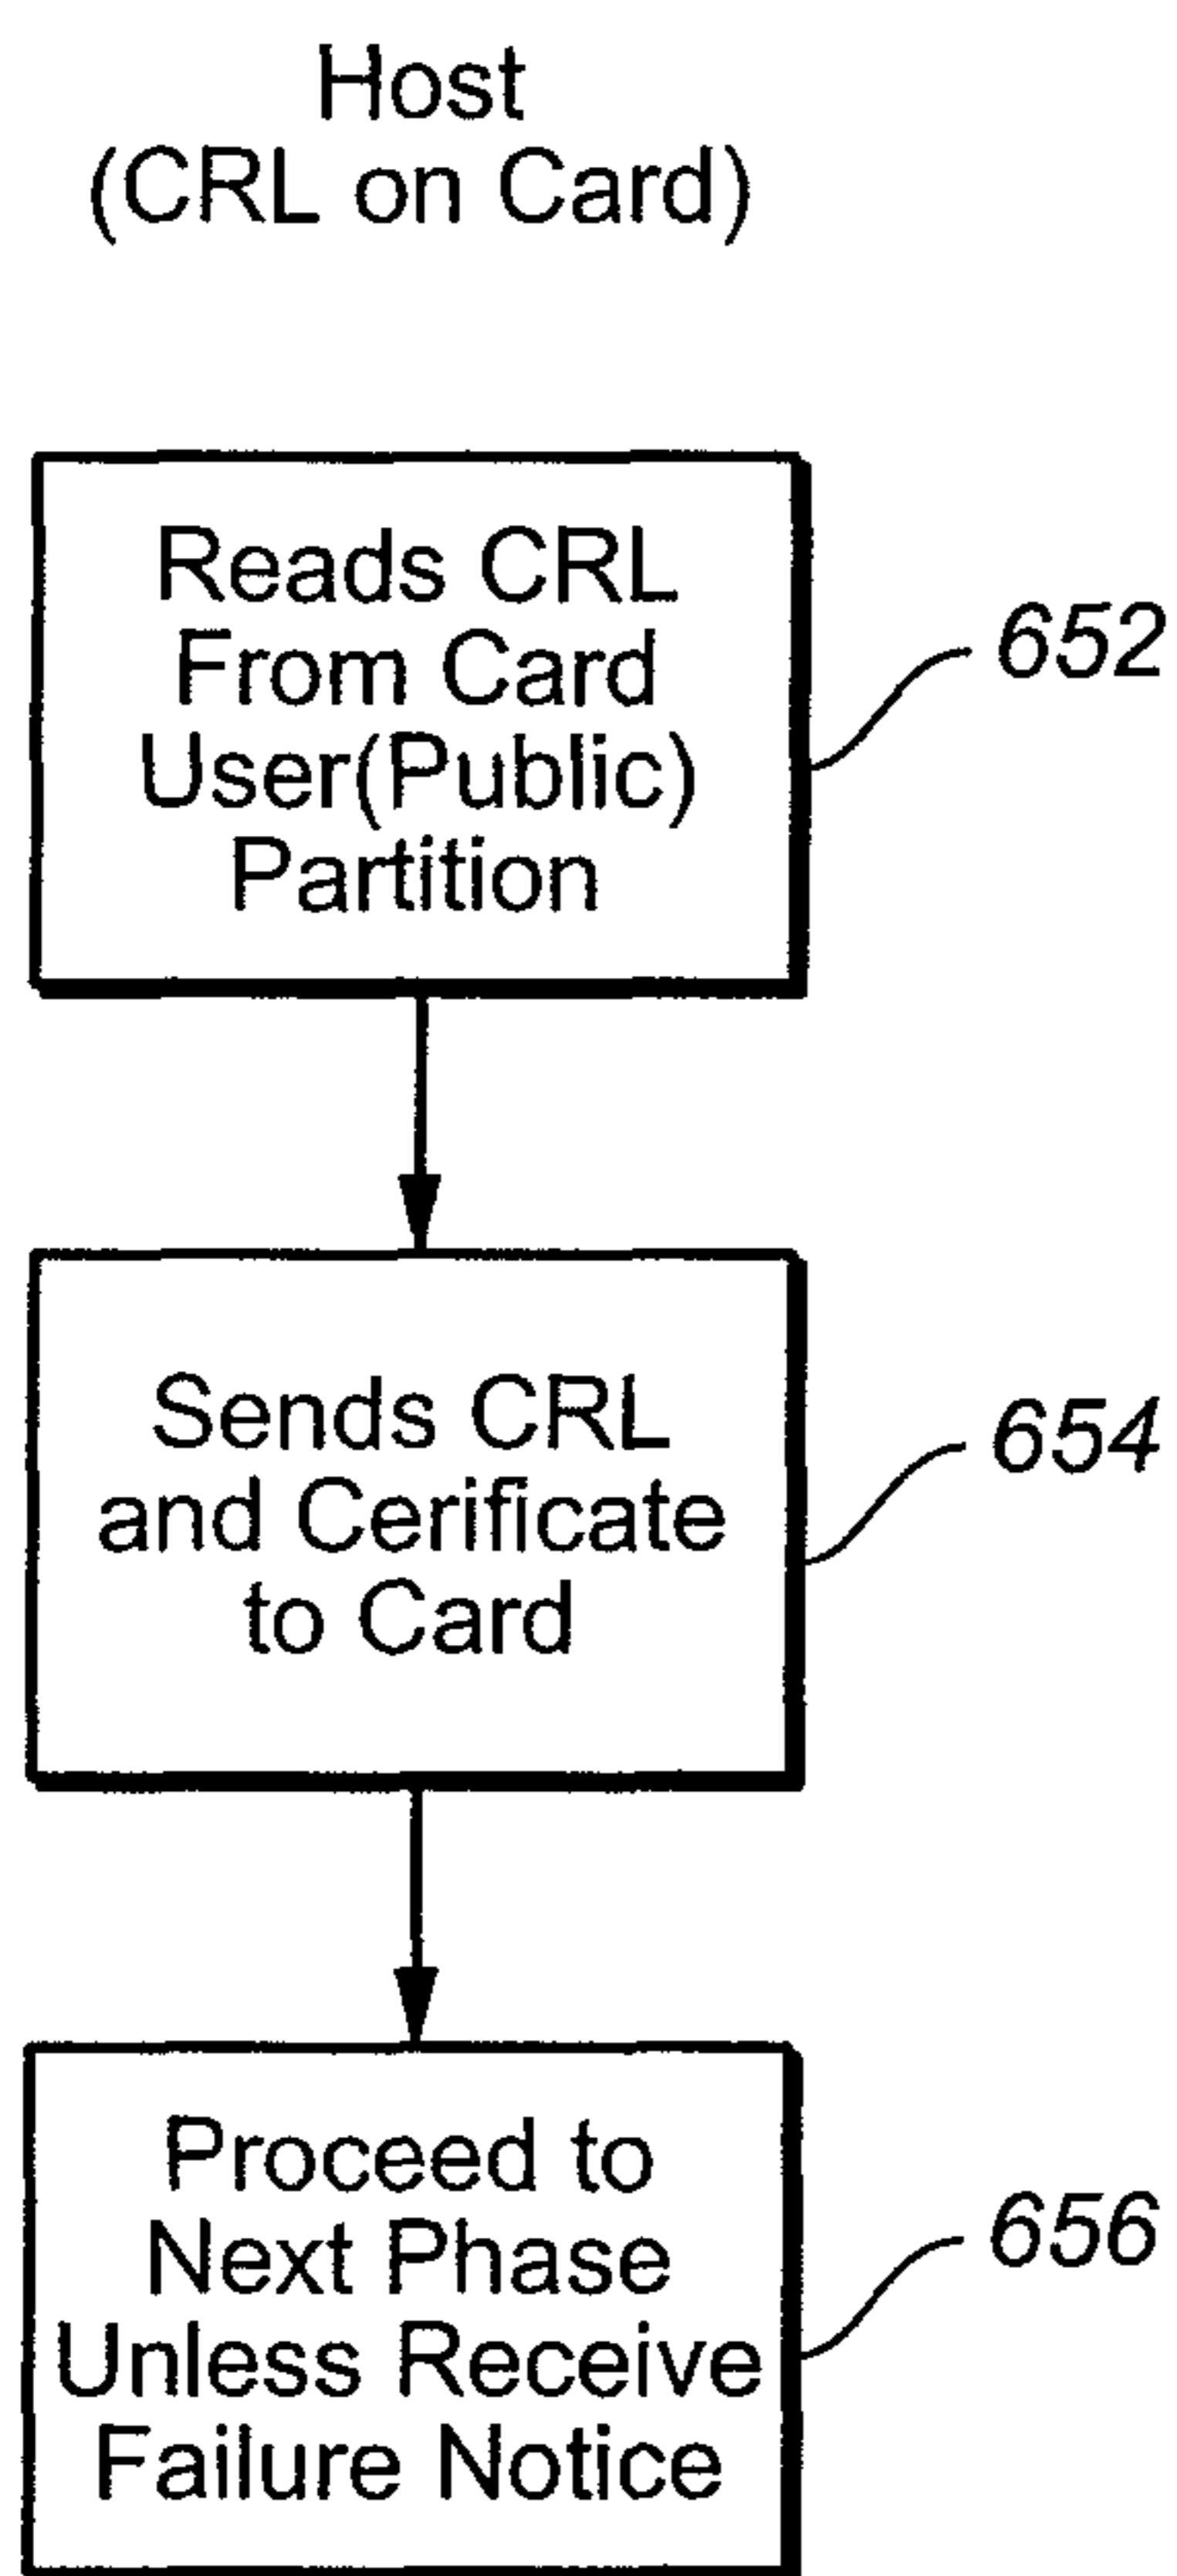 Host
(CRL on Card)
Reads CRL
From Card
User(Public)
Partition
652
Sends CRL
and Cerificate
to Card
654
Proceed to
Next Phase
Unless Receive
Failure Notice
656